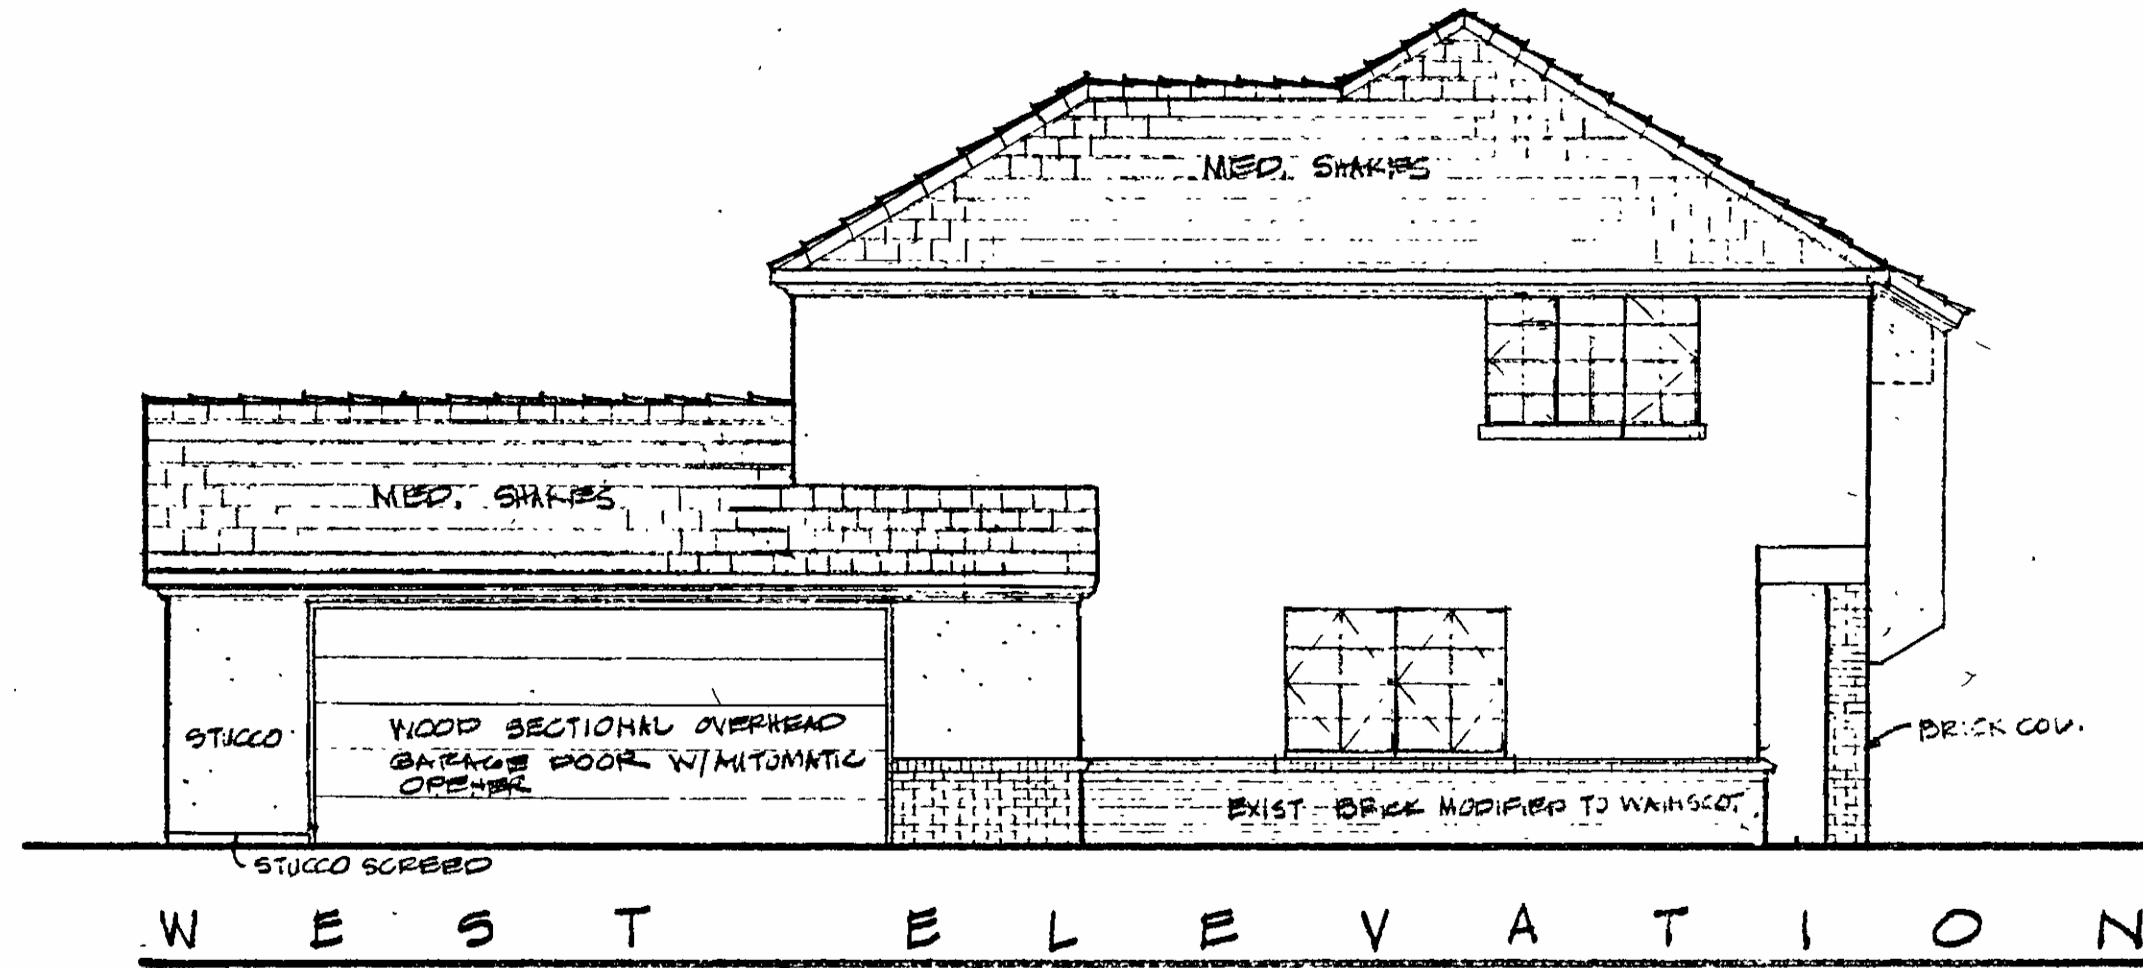 MED. SHAKES
MED. SHAKES
STUCCO
WOOD SECTIONAL OVERHEAD
GARAGE DOOR W/AUTOMATIC
OPENER
BRICK COL.
EXIST BRICK MODIFIED TO WAINSCOT.
STUCCO SCREED
WEST ELEVATION